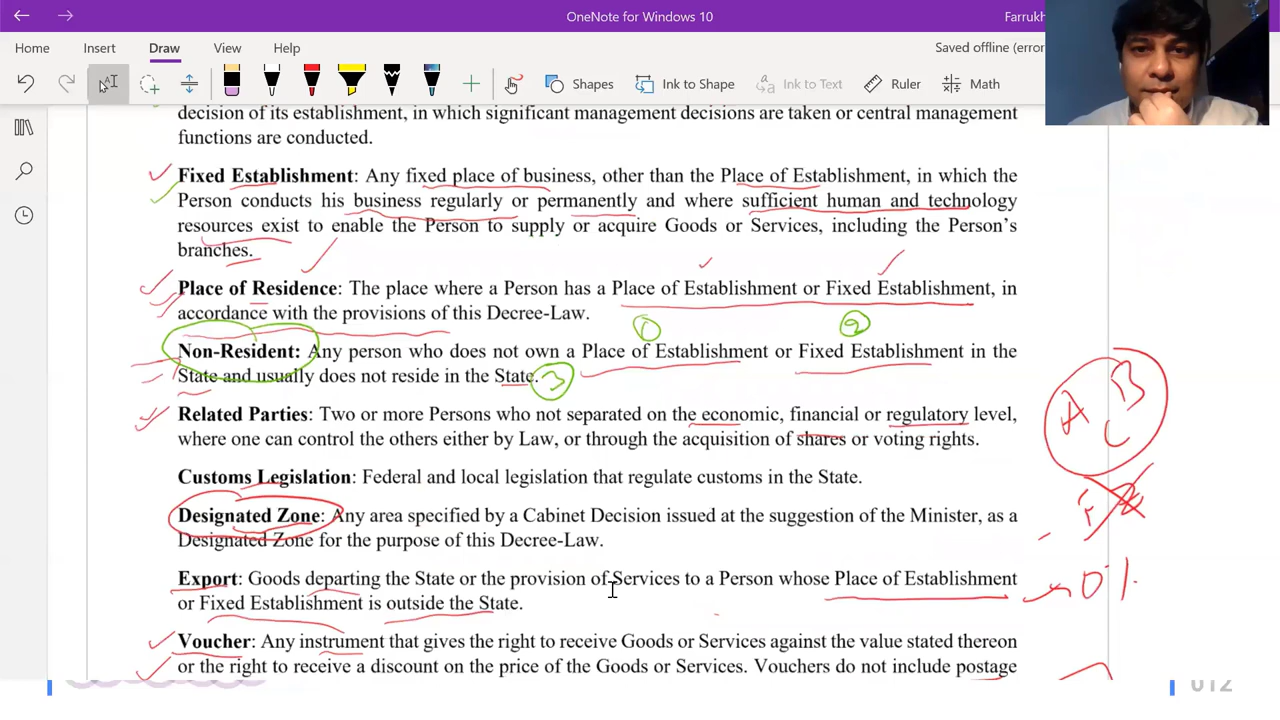 OneNote for Windows 10
Farrukh
Home Insert Draw View Help
Saved offline (error
Shapes Ink to Shape Ink to Text Ruler Math
decision of its establishment, in which significant management decisions are taken or central management
functions are conducted.
Fixed Establishment: Any fixed place of business, other than the Place of Establishment, in which the
Person conducts his business regularly or permanently and where sufficient human and technology
resources exist to enable the Person to supply or acquire Goods or Services, including the Person's
branches.
Place of Residence: The place where a Person has a Place of Establishment or Fixed Establishment, in
accordance with the provisions of this Decree-Law.
1 2
Non-Resident: Any person who does not own a Place of Establishment or Fixed Establishment in the
State and usually does not reside in the State. 3
Related Parties: Two or more Persons who not separated on the economic, financial or regulatory level,
where one can control the others either by Law, or through the acquisition of shares or voting rights.
A B
C
Customs Legislation: Federal and local legislation that regulate customs in the State.
Designated Zone: Any area specified by a Cabinet Decision issued at the suggestion of the Minister, as a
Designated Zone for the purpose of this Decree-Law.
Export: Goods departing the State or the provision of Services to a Person whose Place of Establishment
or Fixed Establishment is outside the State.
0%
Voucher: Any instrument that gives the right to receive Goods or Services against the value stated thereon
or the right to receive a discount on the price of the Goods or Services. Vouchers do not include postage
012